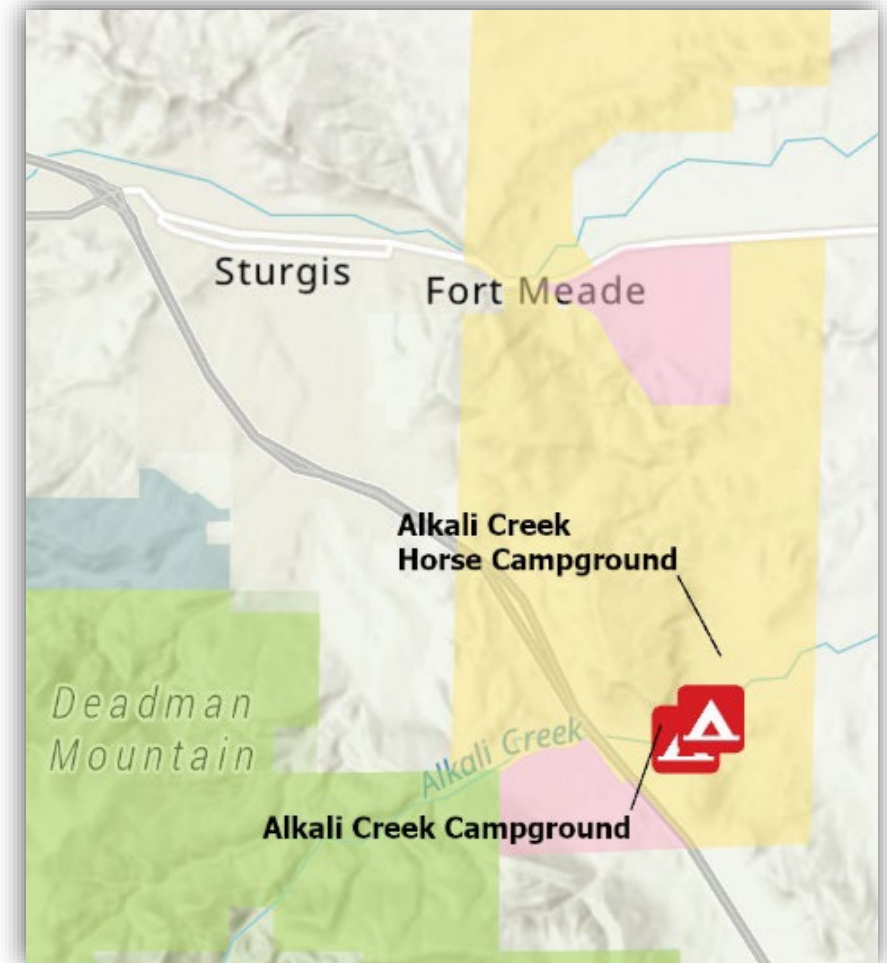 Sturgis
Fort Meade
Alkali Creek
Horse Campground
Deadman
Mountain
Alkali Creek
Alkali Creek Campground